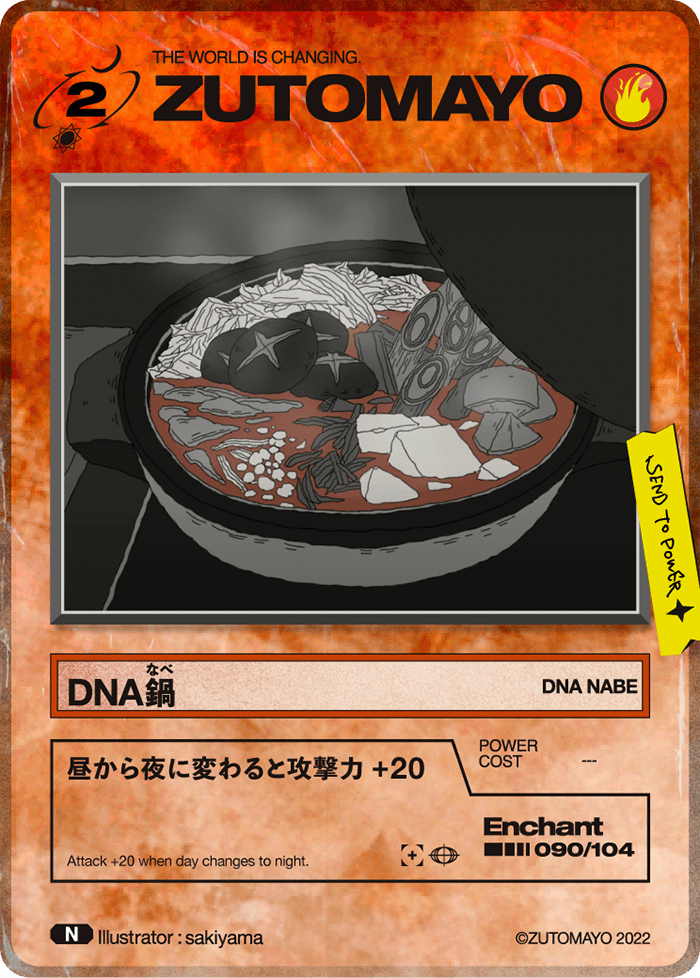 THE WORLD IS CHANGING.
2
ZUTOMAYO
SEND TO POWER
なべ
DNA鍋
DNA NABE
昼から夜に変わると攻撃力 +20
POWER
COST
---
Attack +20 when day changes to night.
Enchant
090/104
N
Illustrator : sakiyama
©ZUTOMAYO 2022